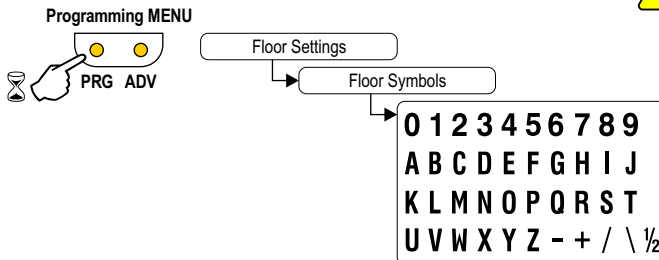 Programming MENU
PRG ADV
Floor Settings
Floor Symbols
0 1 2 3 4 5 6 7 8 9
A B C D E F G H I J
K L M N O P Q R S T
U V W X Y Z - + / \ ½